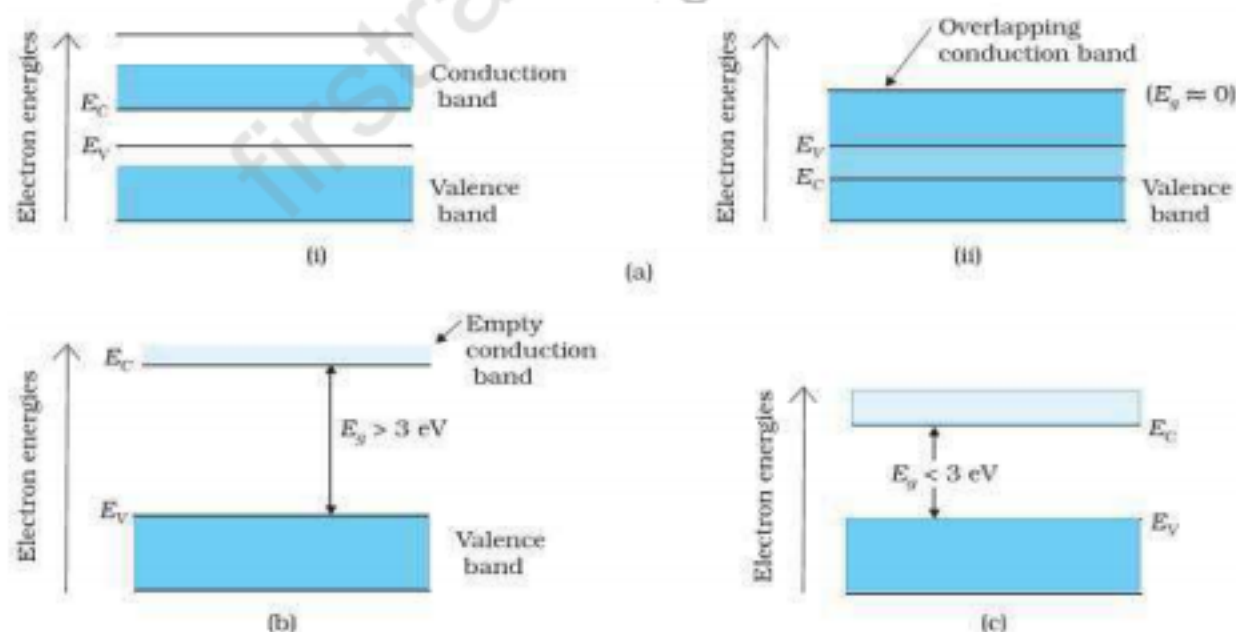 Electron energies
E_C
E_V
Conduction
band
Valence
band
(i)
Electron energies
Overlapping
conduction band
(E_g ≈ 0)
E_V
E_C
Valence
band
(ii)
(a)
Electron energies
E_C
Empty
conduction
band
E_g > 3 eV
E_V
Valence
band
(b)
Electron energies
E_C
E_g < 3 eV
E_V
(c)